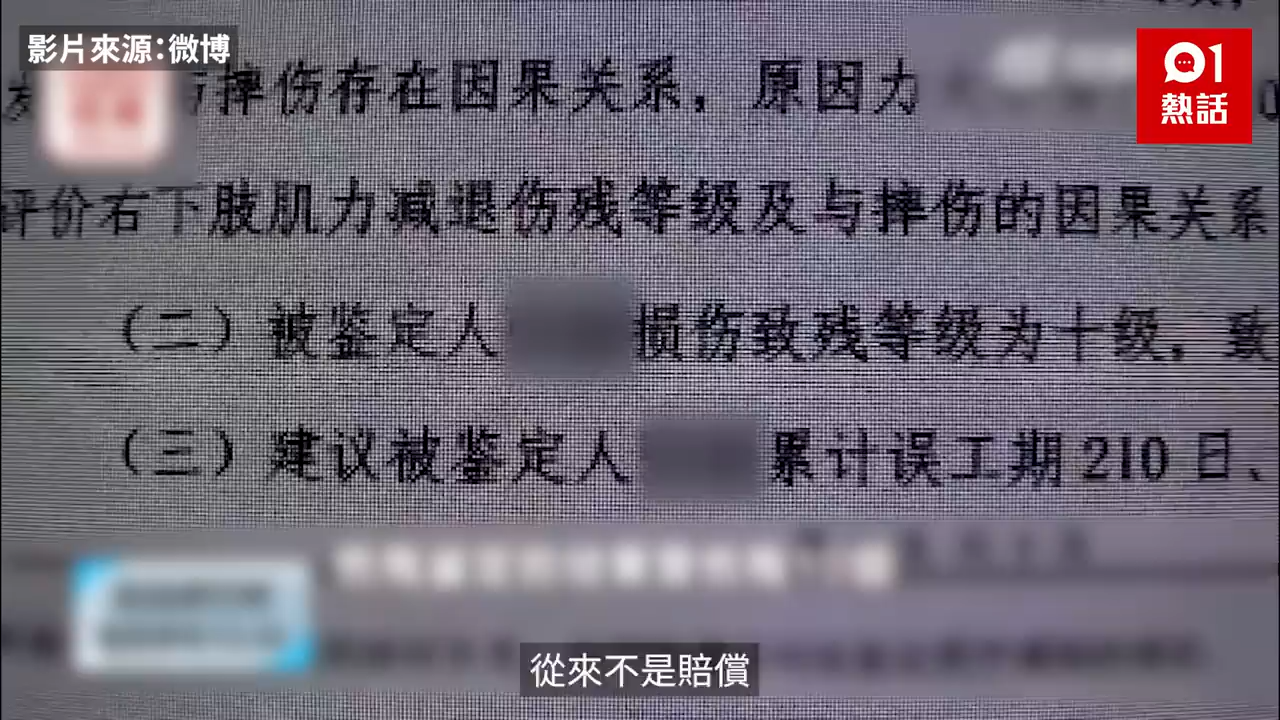 影片來源：微博
01
熱話
与摔伤存在因果关系，原因力
评价右下肢肌力减退伤残等级及与摔伤的因果关系
（二）被鉴定人 损伤致残等级为十级，致
（三）建议被鉴定人 累计误工期 210 日、
從來不是賠償